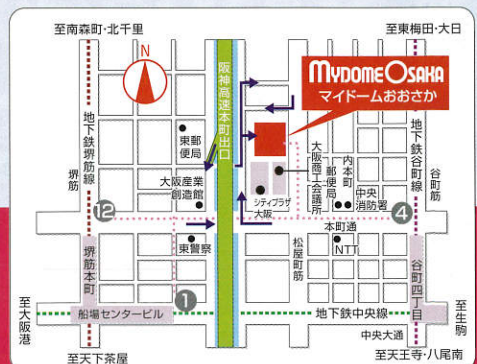 至南森町・北千里
至東梅田・大日
N
阪神高速本町出口
MYDOMEOSAKA
マイドームおおさか
地下鉄堺筋線
堺筋
東郵便局
大阪産業創造館
シティプラザ大阪
大阪商工会議所
郵便局
内本町
中央消防署
地下鉄谷町線
谷町筋
12
4
本町通
東警察
松屋町筋
NTT
堺筋本町
谷町四丁目
1
至大阪港
船場センタービル
地下鉄中央線
至生駒
中央大通
至天下茶屋
至天王寺・八尾南